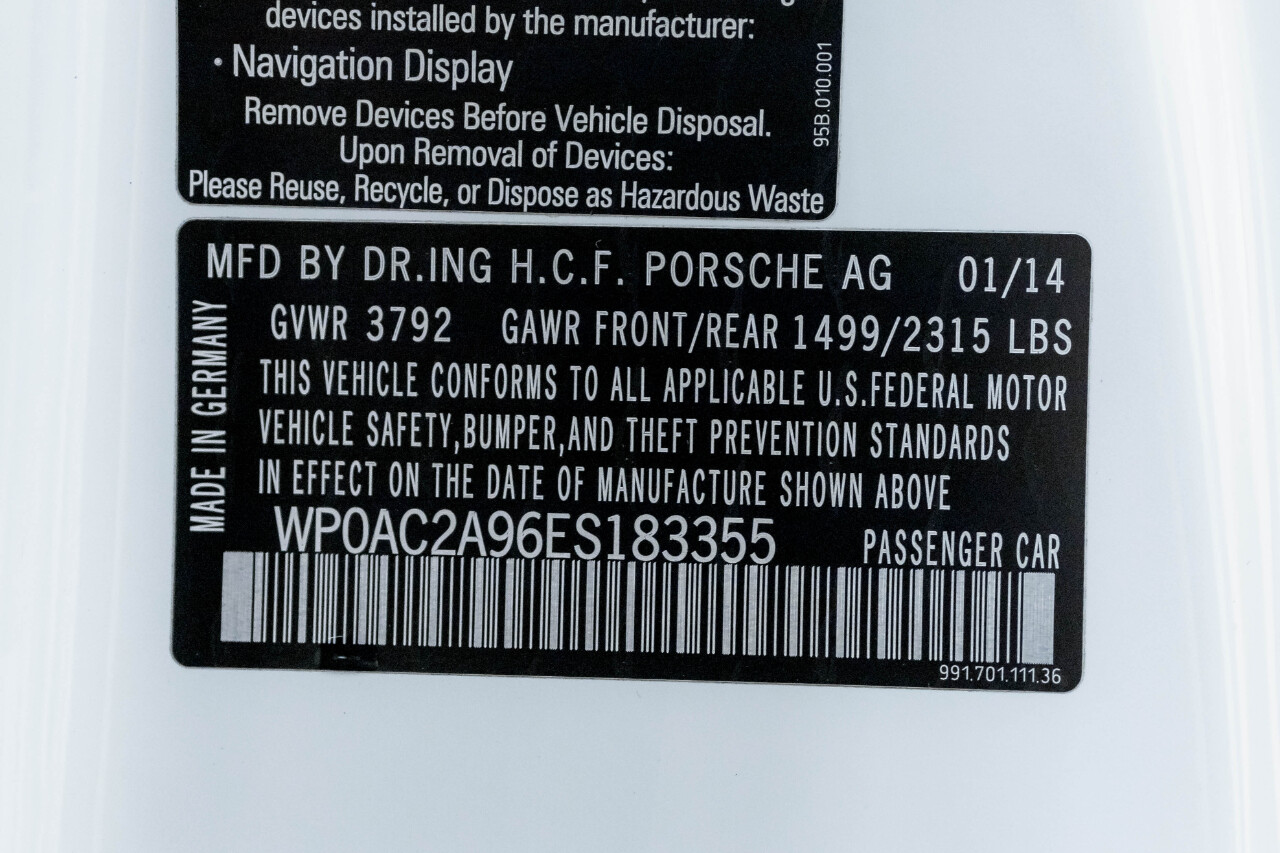 devices installed by the manufacturer:
• Navigation Display
Remove Devices Before Vehicle Disposal.
Upon Removal of Devices:
Please Reuse, Recycle, or Dispose as Hazardous Waste
95B.010.001
MFD BY DR.ING H.C.F. PORSCHE AG 01/14
GVWR 3792 GAWR FRONT/REAR 1499/2315 LBS
THIS VEHICLE CONFORMS TO ALL APPLICABLE U.S.FEDERAL MOTOR
VEHICLE SAFETY,BUMPER,AND THEFT PREVENTION STANDARDS
IN EFFECT ON THE DATE OF MANUFACTURE SHOWN ABOVE
MADE IN GERMANY
WP0AC2A96ES183355 PASSENGER CAR
991.701.111.36